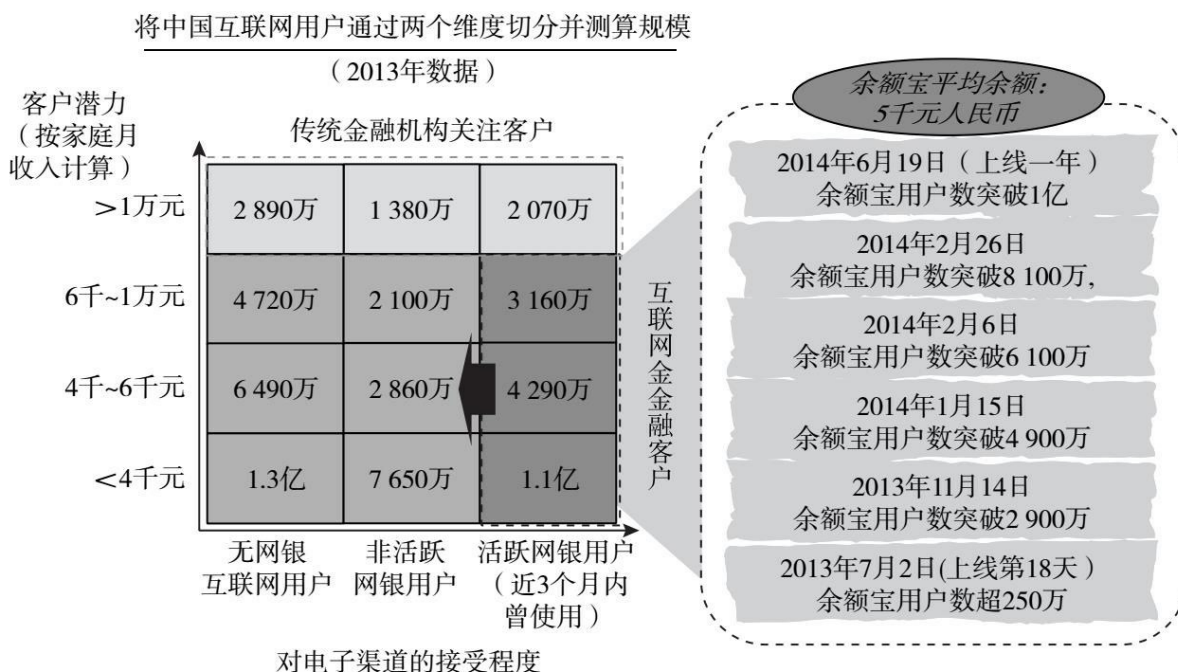 将中国互联网用户通过两个维度切分并测算规模
（2013年数据）
客户潜力
（按家庭月
收入计算）
传统金融机构关注客户
>1万元
2 890万
1 380万
2 070万
6千~1万元
4 720万
2 100万
3 160万
4千~6千元
6 490万
2 860万
4 290万
<4千元
1.3亿
7 650万
1.1亿
无网银
互联网用户
非活跃
网银用户
活跃网银用户
（近3个月内
曾使用）
对电子渠道的接受程度
互联网金金融客户
余额宝平均余额：
5千元人民币
2014年6月19日（上线一年）
余额宝用户数突破1亿
2014年2月26日
余额宝用户数突破8 100万,
2014年2月6日
余额宝用户数突破6 100万
2014年1月15日
余额宝用户数突破4 900万
2013年11月14日
余额宝用户数突破2 900万
2013年7月2日(上线第18天）
余额宝用户数超250万